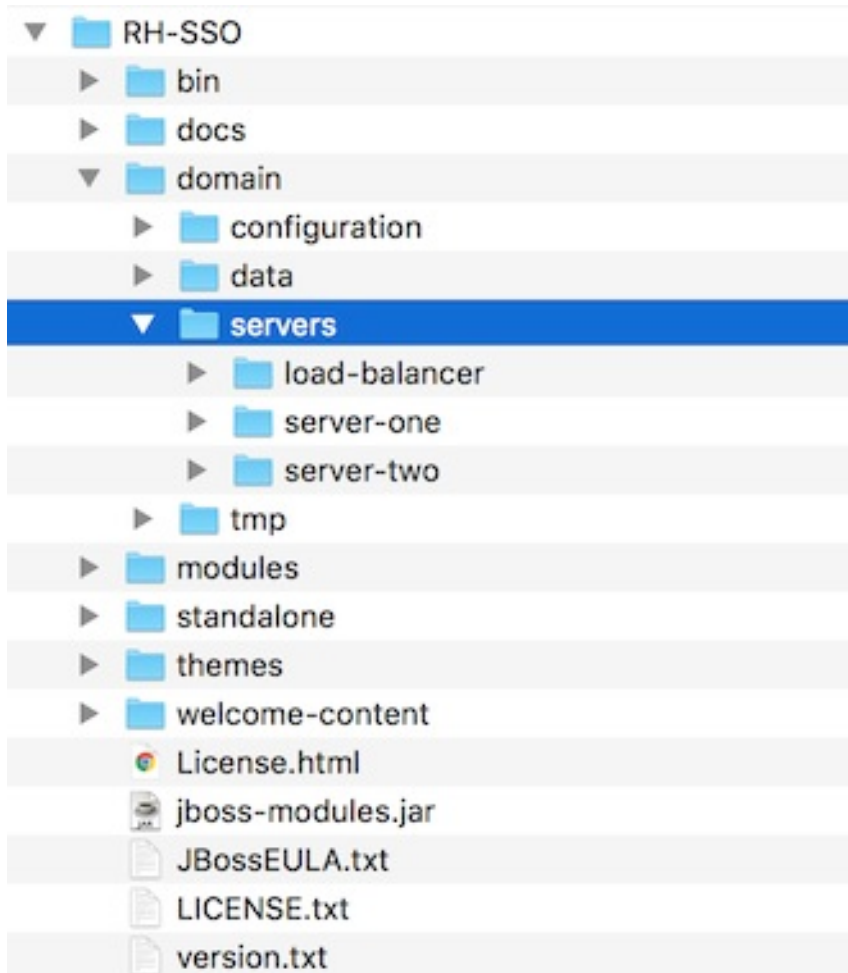 RH-SSO
bin
docs
domain
configuration
data
servers
load-balancer
server-one
server-two
tmp
modules
standalone
themes
welcome-content
License.html
jboss-modules.jar
JBossEULA.txt
LICENSE.txt
version.txt